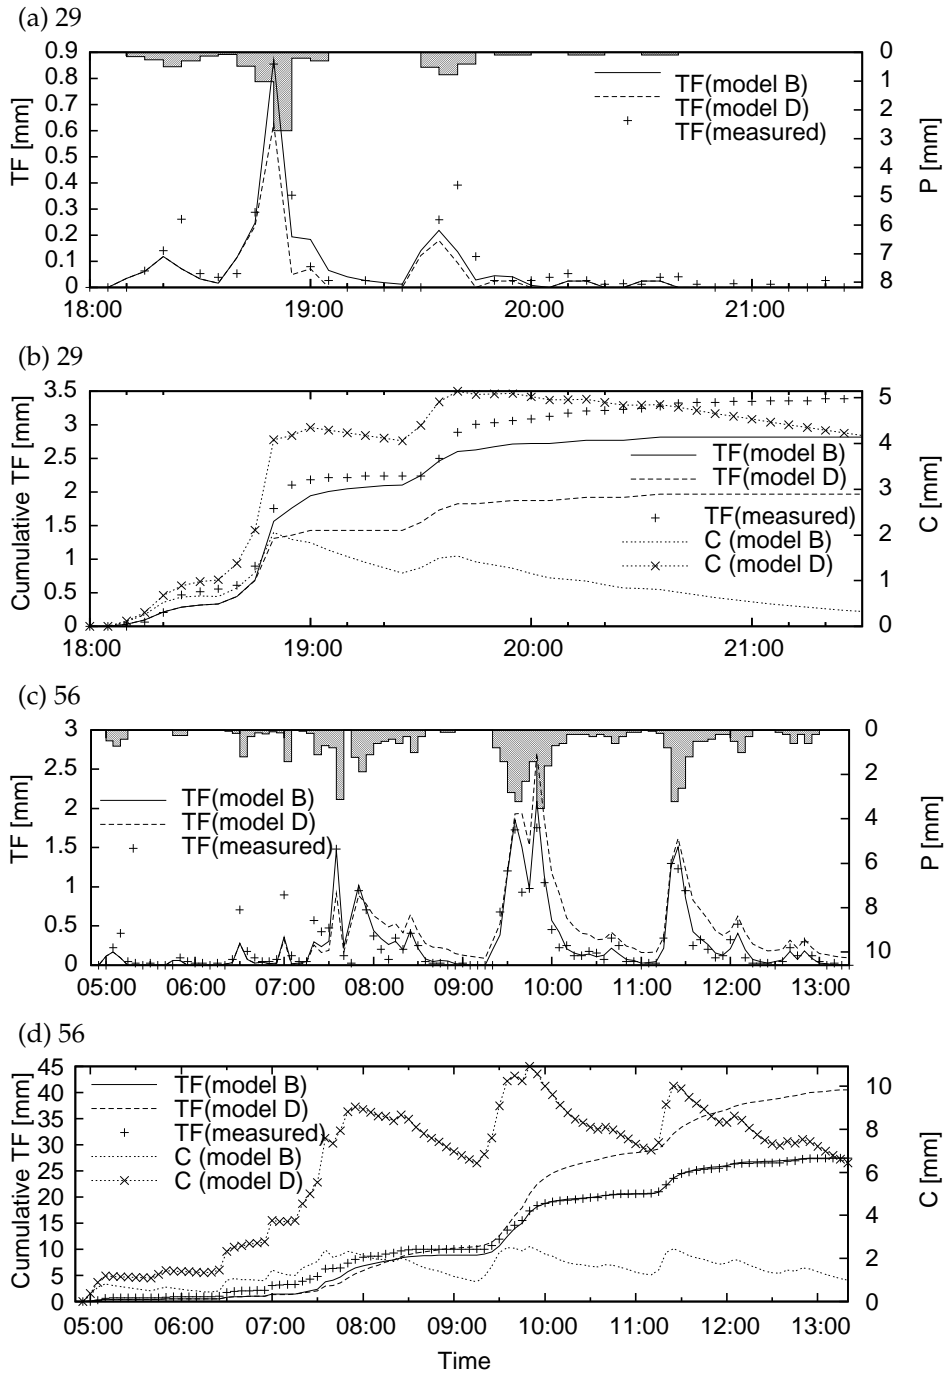 (a) 29
0.9
0.8
0.7
0.6
0.5
0.4
0.3
0.2
0.1
0
TF [mm]
TF(model B)
TF(model D)
TF(measured)
0
1
2
3
4
5
6
7
8
P [mm]
18:00 19:00 20:00 21:00
(b) 29
3.5
3
2.5
2
1.5
1
0.5
0
Cumulative TF [mm]
TF(model B)
TF(model D)
TF(measured)
C (model B)
C (model D)
5
4
3
2
1
0
C [mm]
18:00 19:00 20:00 21:00
(c) 56
3
2.5
2
1.5
1
0.5
0
TF [mm]
TF(model B)
TF(model D)
TF(measured)
0
2
4
6
8
10
P [mm]
05:00 06:00 07:00 08:00 09:00 10:00 11:00 12:00 13:00
(d) 56
45
40
35
30
25
20
15
10
5
0
Cumulative TF [mm]
TF(model B)
TF(model D)
TF(measured)
C (model B)
C (model D)
10
8
6
4
2
0
C [mm]
05:00 06:00 07:00 08:00 09:00 10:00 11:00 12:00 13:00
Time